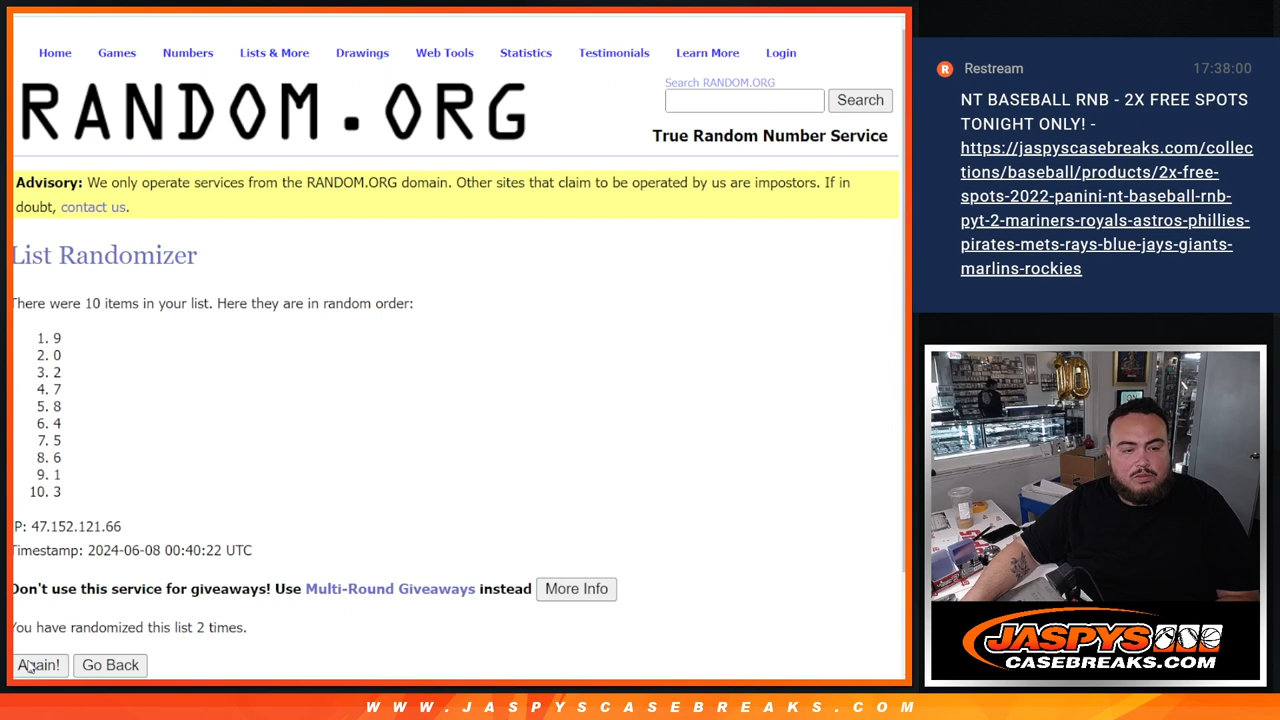 Home Games Numbers Lists & More Drawings Web Tools Statistics Testimonials Learn More Login
RANDOM.ORG
Search RANDOM.ORG
Search
True Random Number Service
Advisory: We only operate services from the RANDOM.ORG domain. Other sites that claim to be operated by us are impostors. If in
doubt, contact us.
List Randomizer
There were 10 items in your list. Here they are in random order:
1. 9
2. 0
3. 2
4. 7
5. 8
6. 4
7. 5
8. 6
9. 1
10. 3
P: 47.152.121.66
Timestamp: 2024-06-08 00:40:22 UTC
Don't use this service for giveaways! Use Multi-Round Giveaways instead More Info
You have randomized this list 2 times.
Again! Go Back
R Restream 17:38:00
NT BASEBALL RNB - 2X FREE SPOTS
TONIGHT ONLY! -
https://jaspyscasebreaks.com/collec
tions/baseball/products/2x-free-
spots-2022-panini-nt-baseball-rnb-
pyt-2-mariners-royals-astros-phillies-
pirates-mets-rays-blue-jays-giants-
marlins-rockies
10
JASPYS
CASEBREAKS.COM
WWW.JASPYSCASEBREAKS.COM